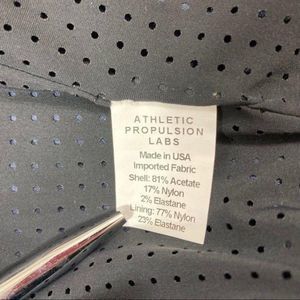 ATHLETIC
PROPULSION
LABS
Made in USA
Imported Fabric
Shell: 81% Acetate
17% Nylon
2% Elastane
Lining: 77% Nylon
23% Elastane